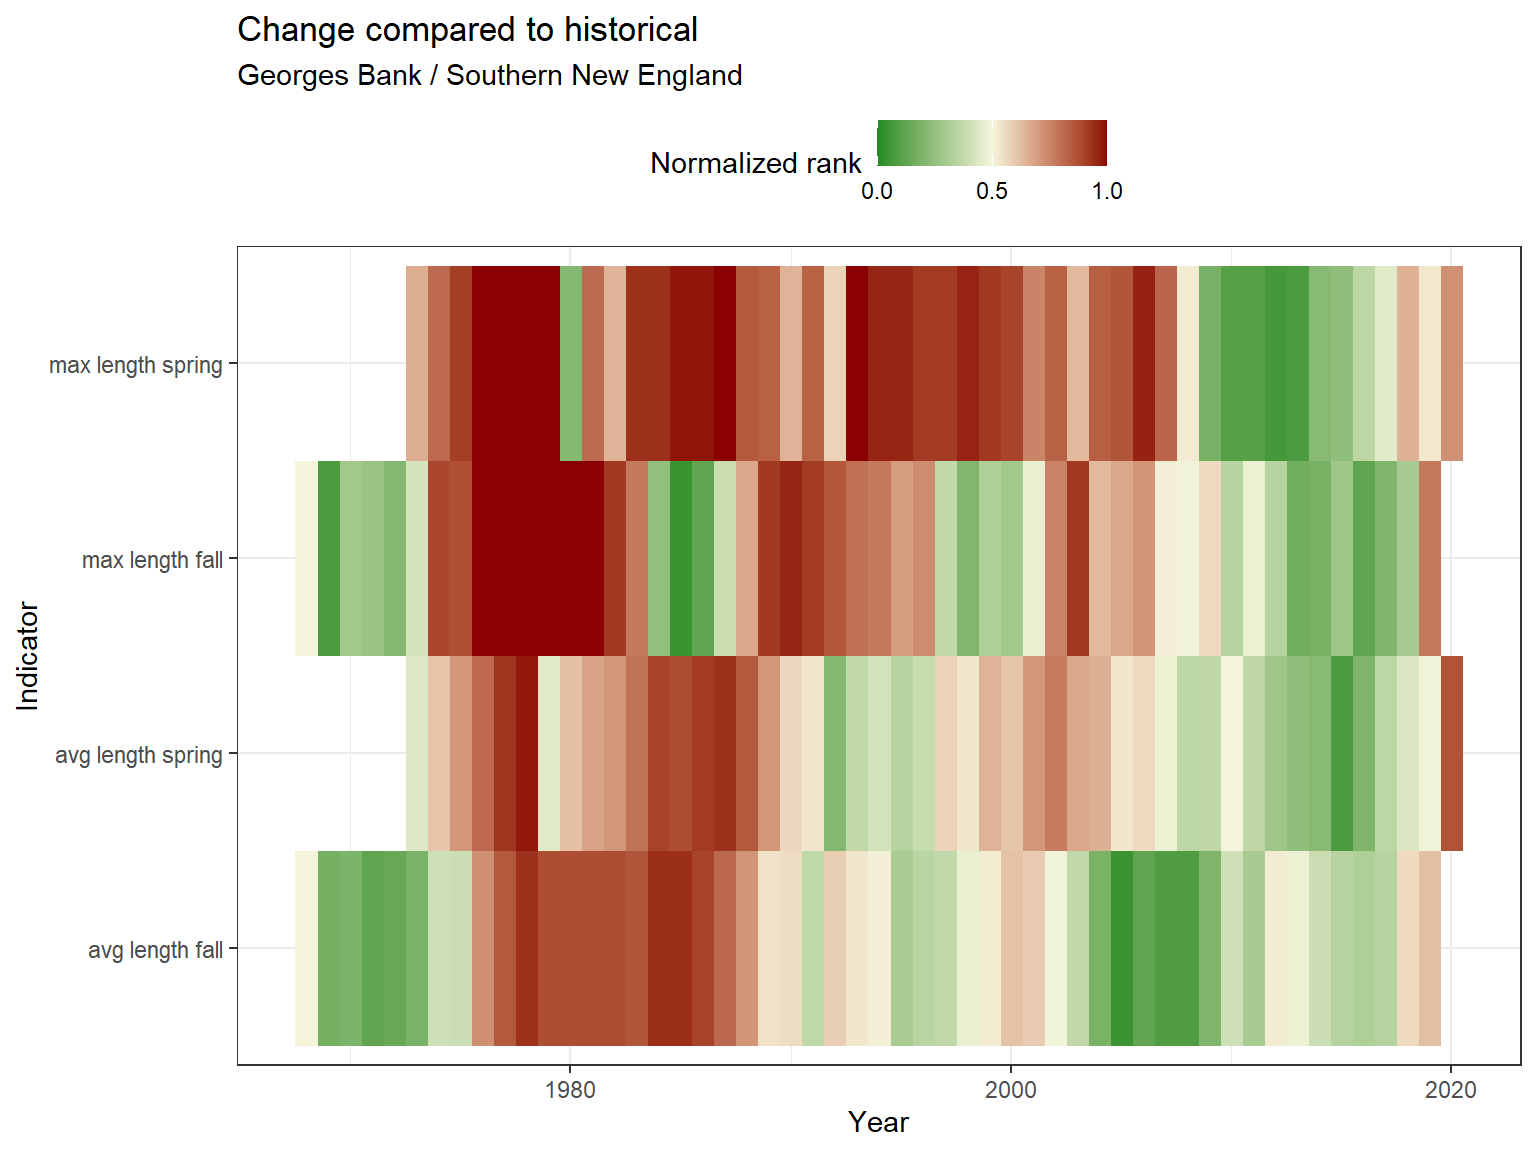 Change compared to historical
Georges Bank / Southern New England
Normalized rank
0.0 0.5 1.0
max length spring
max length fall
avg length spring
avg length fall
Indicator
1980 2000 2020
Year